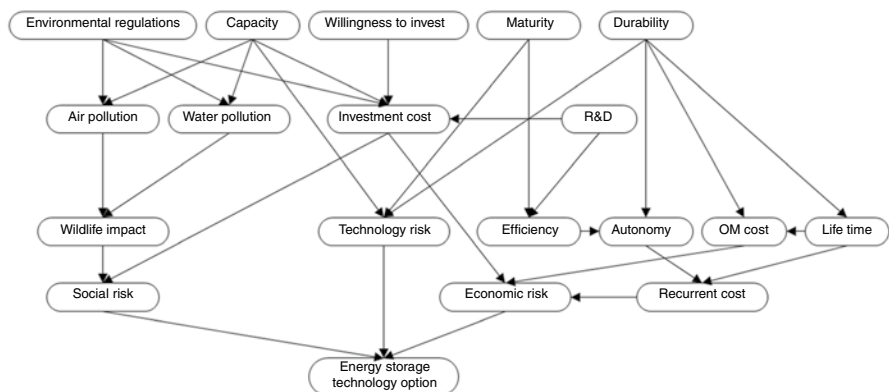 Environmental regulations
Capacity
Willingness to invest
Maturity
Durability
Air pollution
Water pollution
Investment cost
R&D
Wildlife impact
Technology risk
Efficiency
Autonomy
OM cost
Life time
Social risk
Economic risk
Recurrent cost
Energy storage
technology option